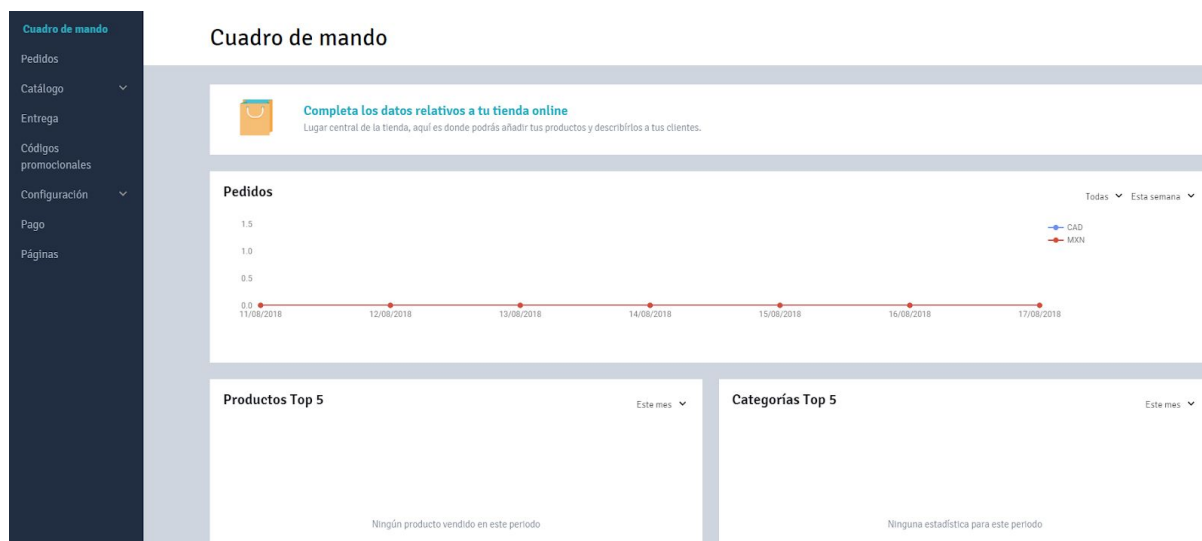 Cuadro de mando
Pedidos
Catálogo
Entrega
Códigos
promocionales
Configuración
Pago
Páginas
Cuadro de mando
Completa los datos relativos a tu tienda online
Lugar central de la tienda, aquí es donde podrás añadir tus productos y describirlos a tus clientes.
Pedidos
Todas Esta semana
1.5
1.0
0.5
0.0
CAD
MXN
11/08/2018 12/08/2018 13/08/2018 14/08/2018 15/08/2018 16/08/2018 17/08/2018
Productos Top 5
Este mes
Ningún producto vendido en este periodo
Categorías Top 5
Este mes
Ninguna estadística para este periodo